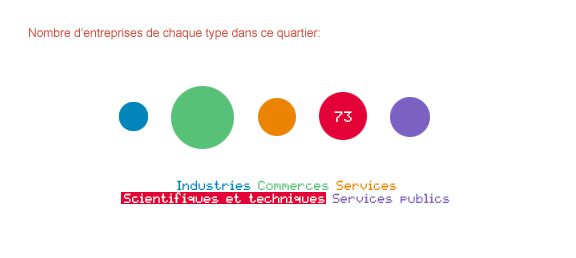 Nombre d'entreprises de chaque type dans ce quartier:
73
Industries Commerces Services
Scientifiques et techniques Services publics